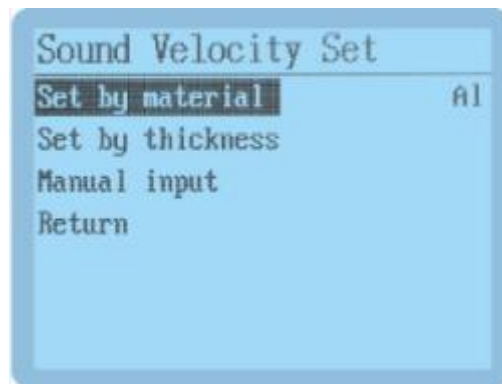 Sound Velocity Set
Set by material Al
Set by thickness
Manual input
Return